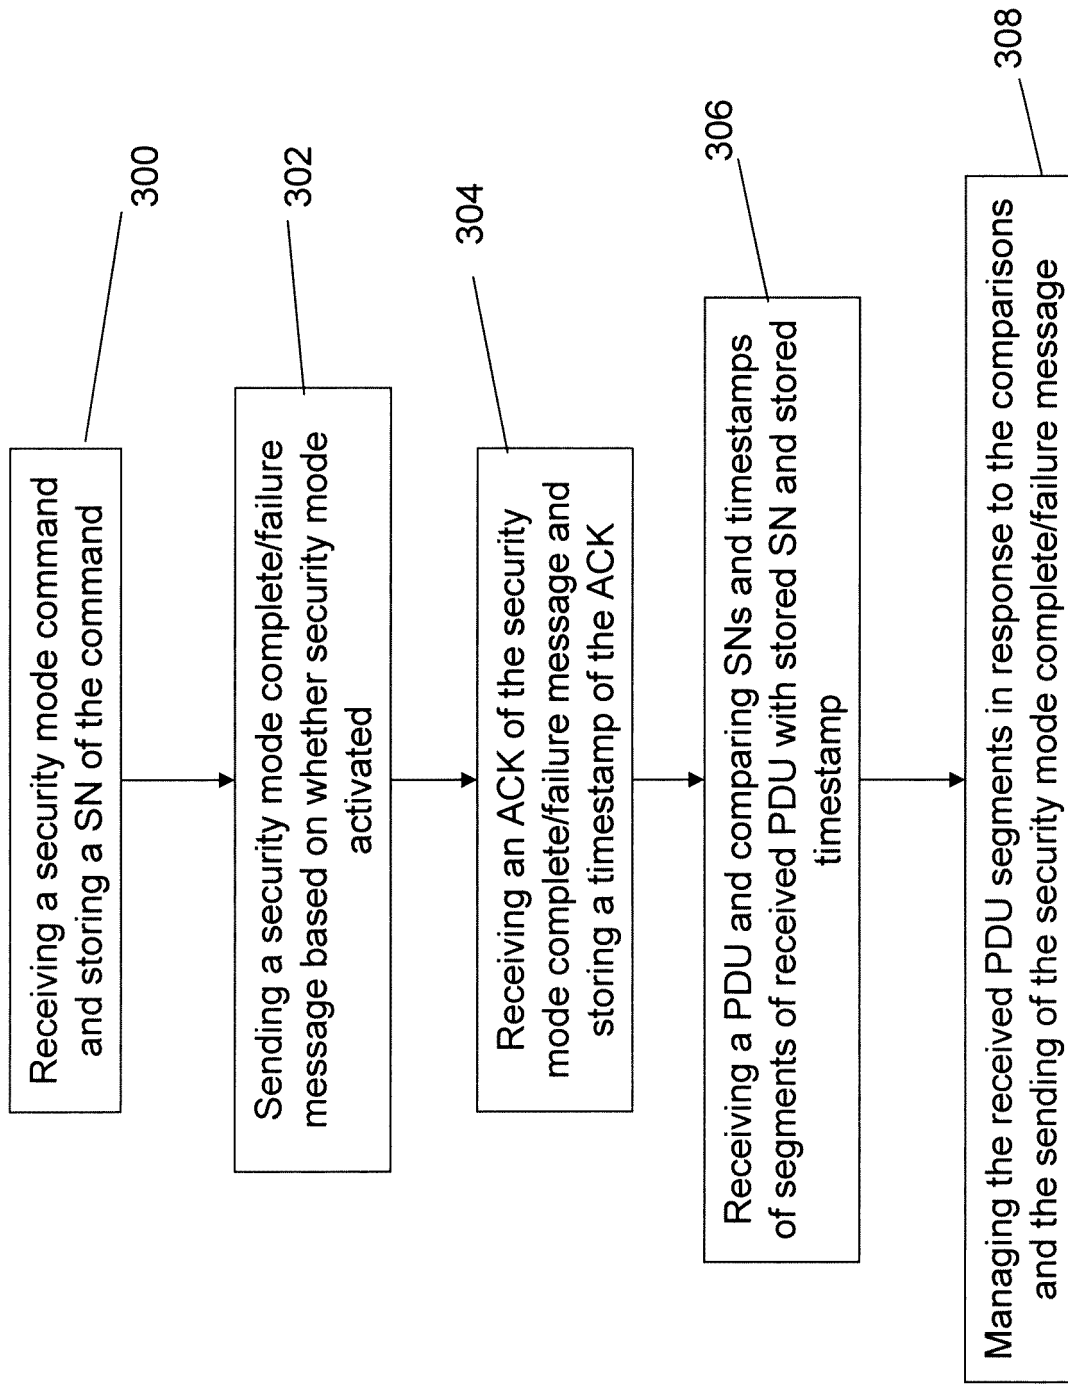 Receiving a security mode command
and storing a SN of the command
300
Sending a security mode complete/failure
message based on whether security mode
activated
302
Receiving an ACK of the security
mode complete/failure message and
storing a timestamp of the ACK
304
Receiving a PDU and comparing SNs and timestamps
of segments of received PDU with stored SN and stored
timestamp
306
Managing the received PDU segments in response to the comparisons
and the sending of the security mode complete/failure message
308